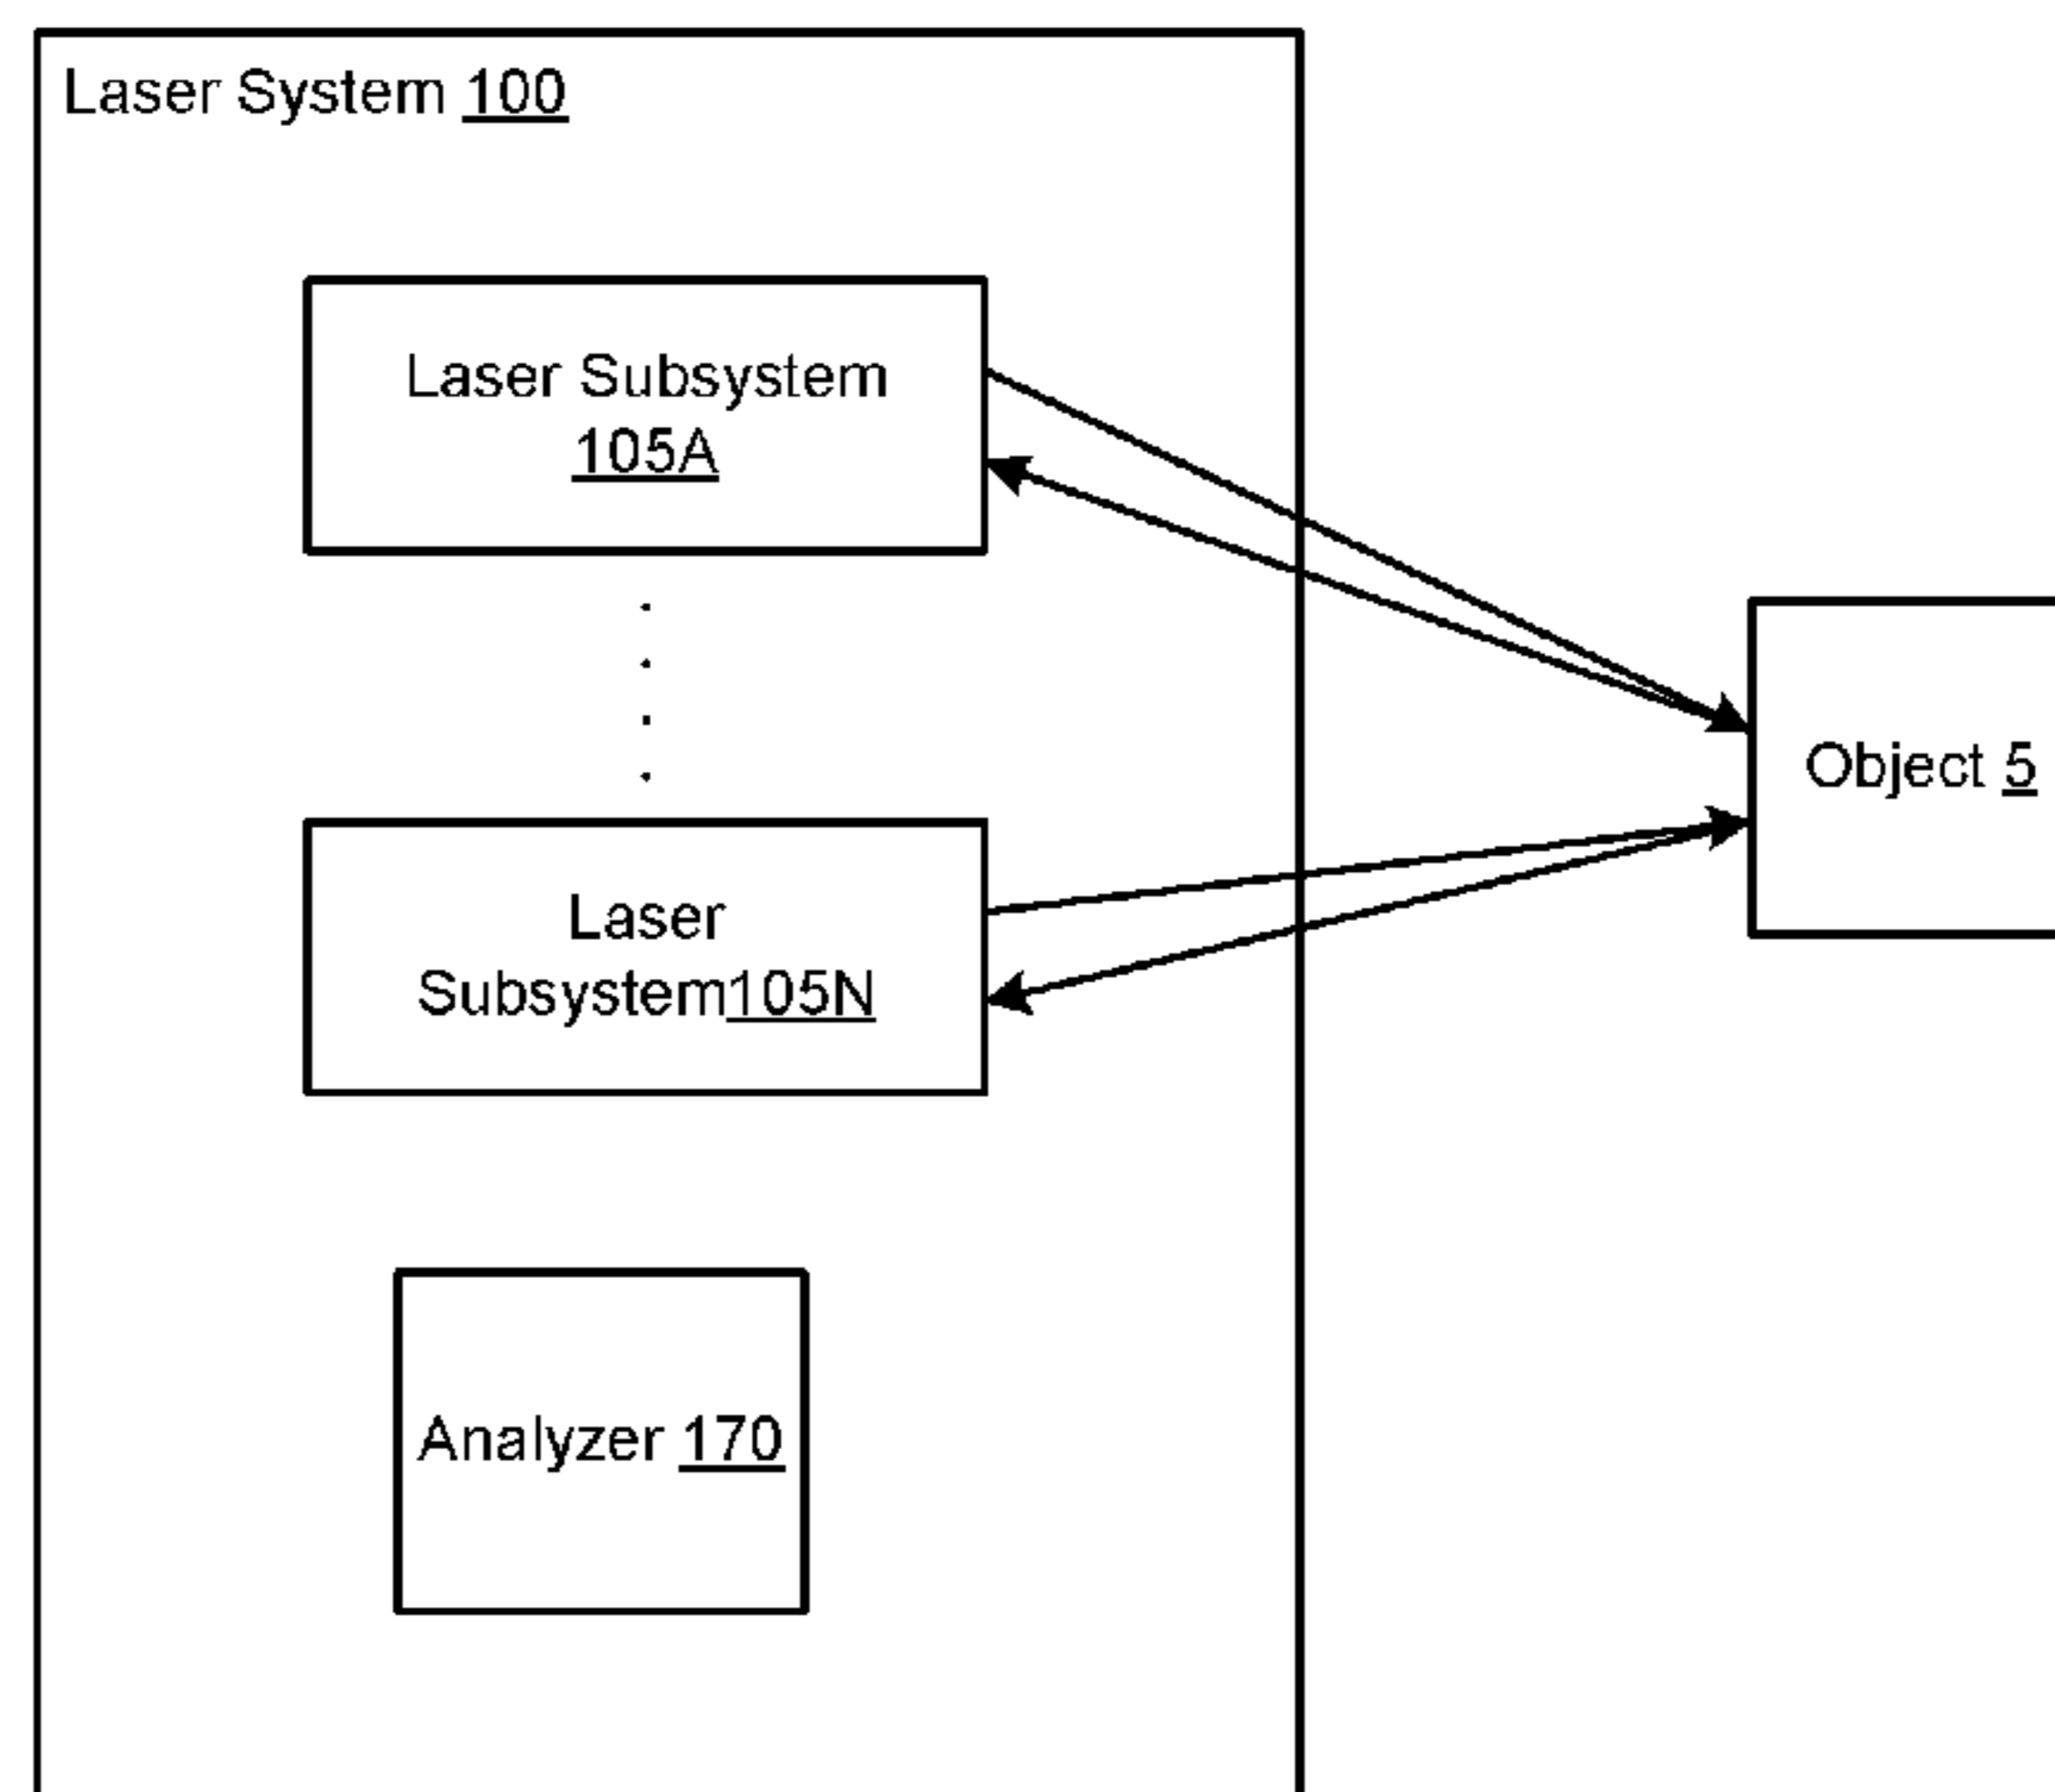 Laser System 100
Laser Subsystem
105A
Object 5
Laser
Subsystem105N
Analyzer 170